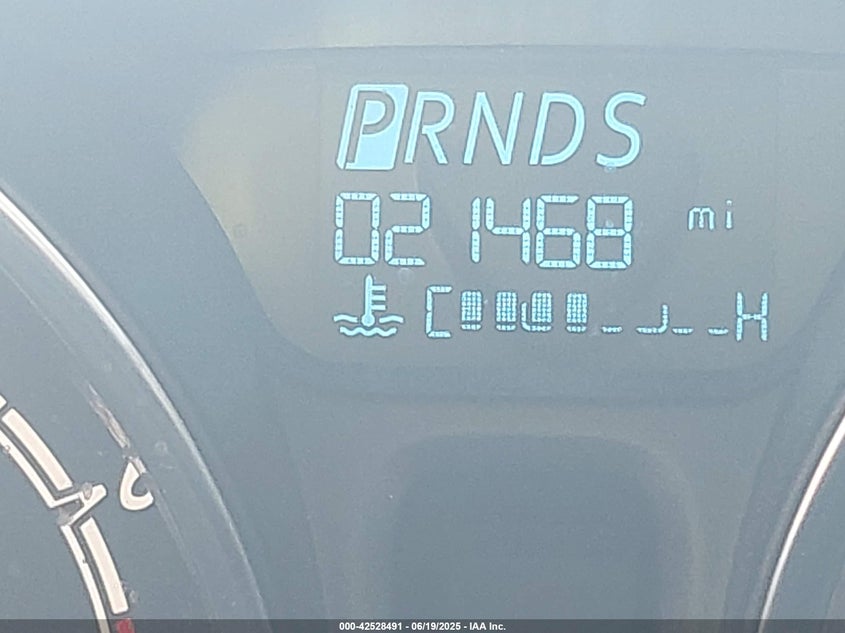 PRNDS
021468 mi
C H
000-42528491 - 06/19/2025 - IAA Inc.